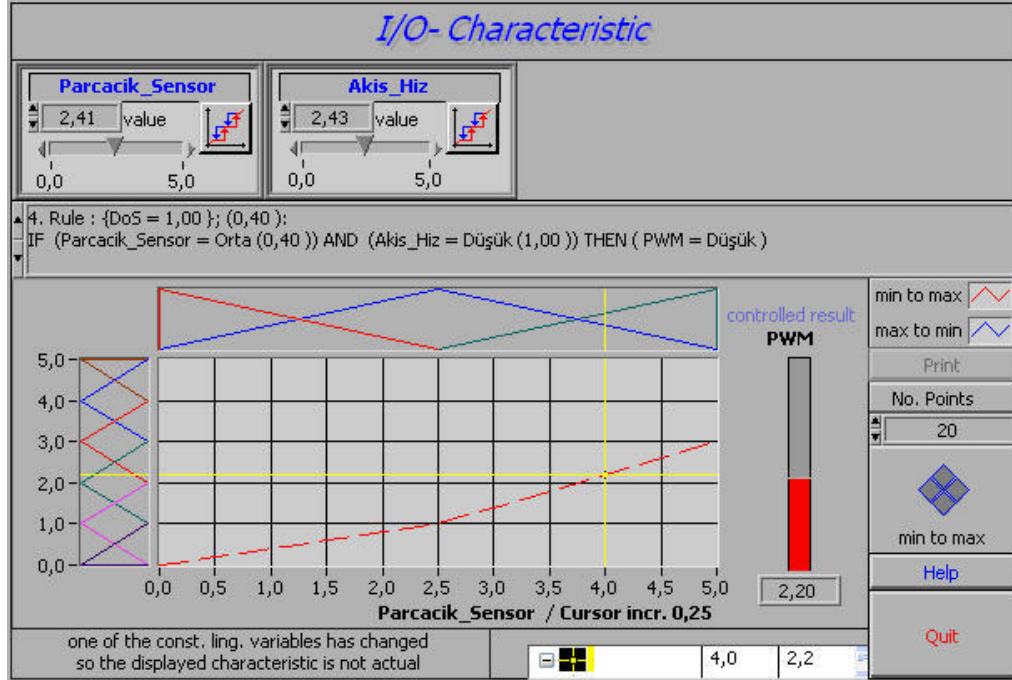 I/O- Characteristic
Parcacik_Sensor
2,41 value
0,0 5,0
Akis_Hiz
2,43 value
0,0 5,0
4. Rule : {DoS = 1,00 }; (0,40 ):
IF (Parcacik_Sensor = Orta (0,40 )) AND (Akis_Hiz = Düşük (1,00 )) THEN ( PWM = Düşük )
min to max
max to min
Print
No. Points
20
min to max
Help
Quit
controlled result
PWM
2,20
5,0
4,0
3,0
2,0
1,0
0,0
0,0 0,5 1,0 1,5 2,0 2,5 3,0 3,5 4,0 4,5 5,0
Parcacik_Sensor / Cursor incr. 0,25
one of the const. ling. variables has changed
so the displayed characteristic is not actual
4,0 2,2